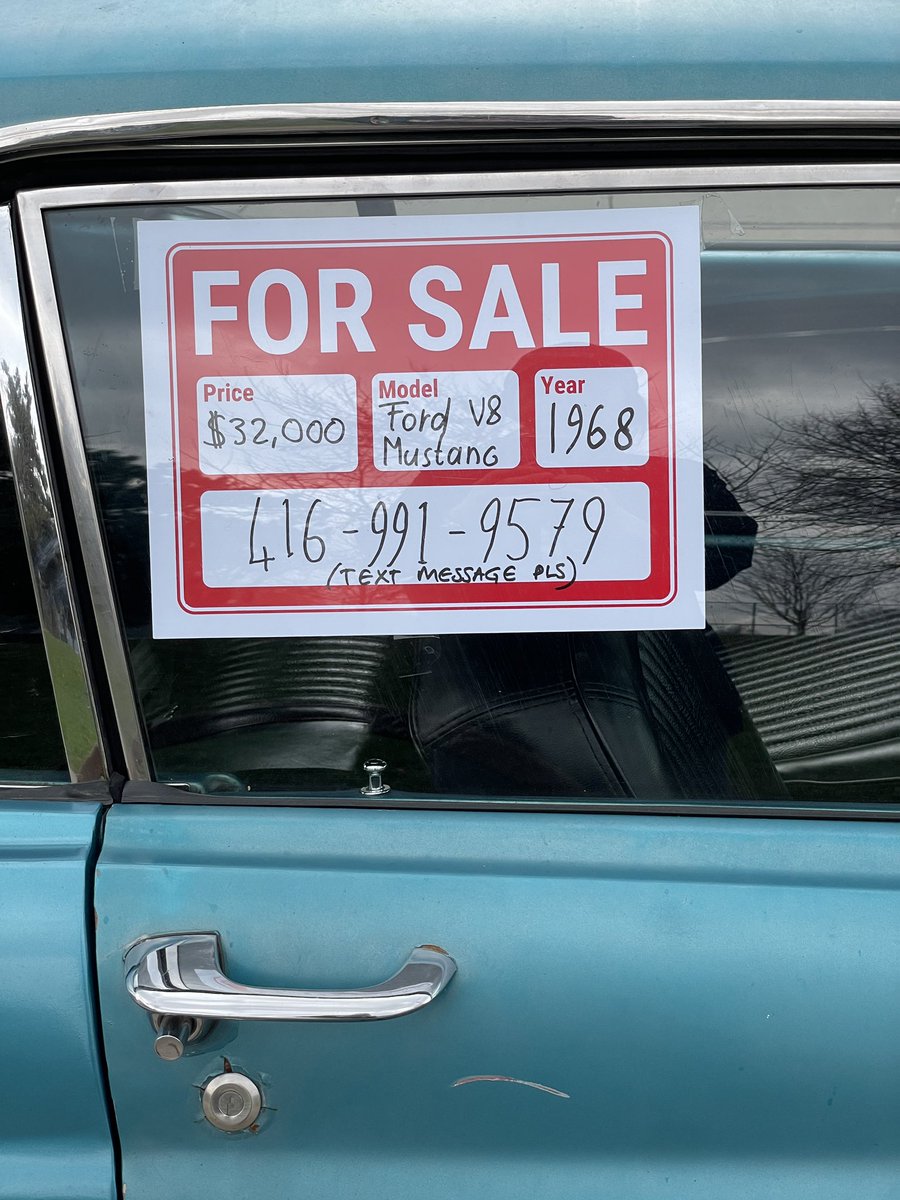 FOR SALE
Price
$32,000
Model
Ford V8
Mustang
Year
1968
416-991-9579
(TEXT MESSAGE PLS)